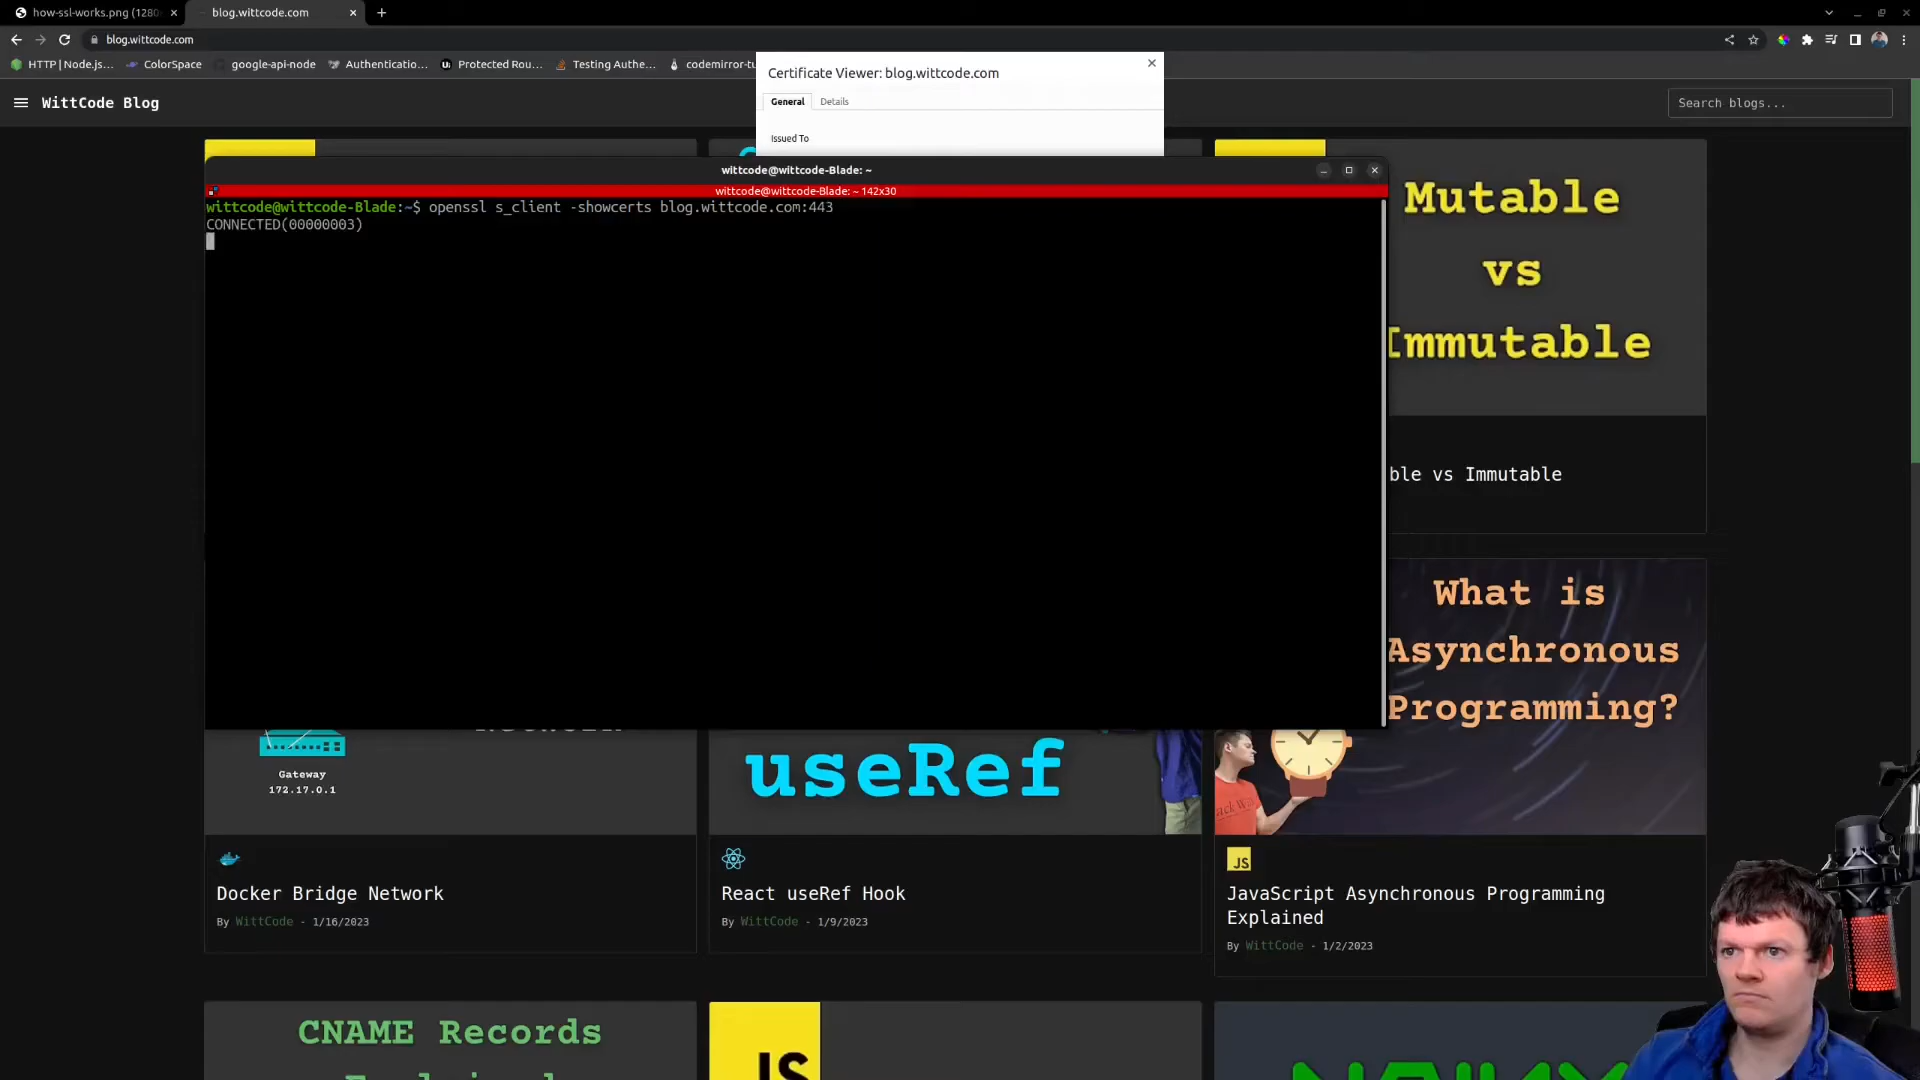 how-ssl-works.png (1280
blog.wittcode.com
blog.wittcode.com
HTTP | Node.js...
ColorSpace
google-api-node
Authenticatio...
Protected Rou...
Testing Authe...
codemirror-tu
Certificate Viewer: blog.wittcode.com
General
Details
Issued To
WittCode Blog
Search blogs...
wittcode@wittcode-Blade: ~
wittcode@wittcode-Blade: ~ 142x30
wittcode@wittcode-Blade:~$ openssl s_client -showcerts blog.wittcode.com:443
CONNECTED(00000003)
Mutable
vs
Immutable
ble vs Immutable
What is
Asynchronous
Programming?
Gateway
172.17.0.1
useRef
JS
Docker Bridge Network
By WittCode - 1/16/2023
React useRef Hook
By WittCode - 1/9/2023
JavaScript Asynchronous Programming
Explained
By WittCode - 1/2/2023
CNAME Records
JS